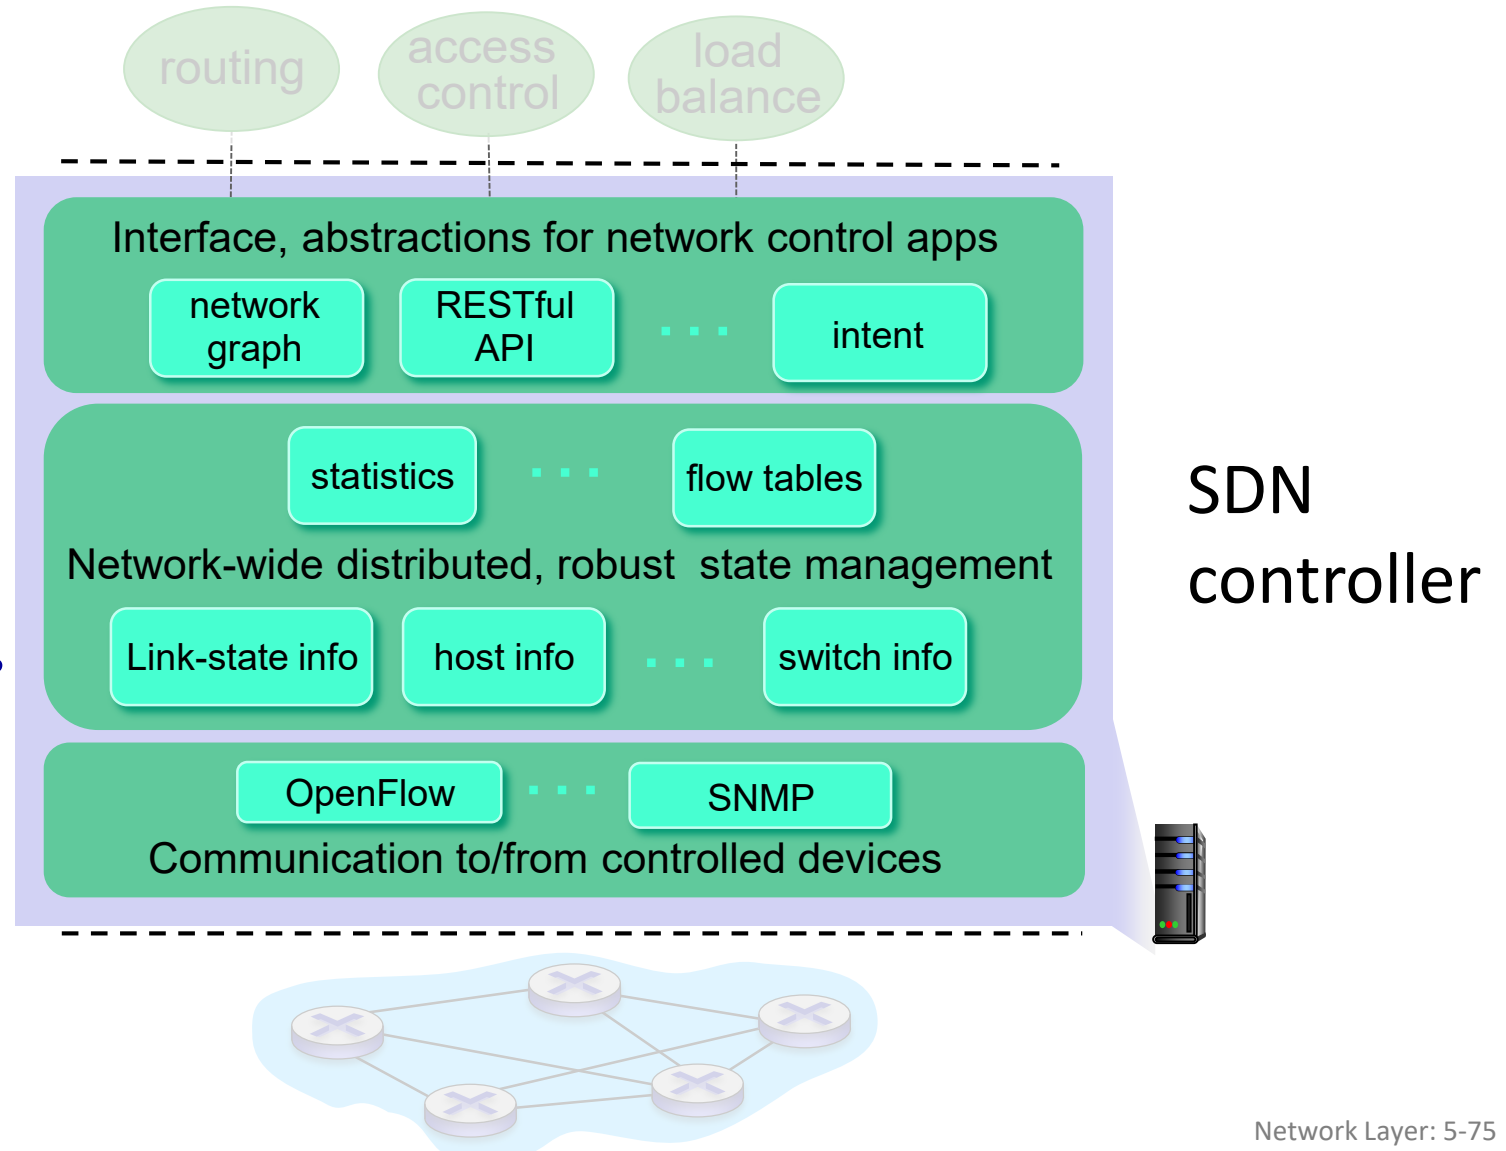 routing
access
control
load
balance
Interface, abstractions for network control apps
network
graph
RESTful
API
. . .
intent
statistics
. . .
flow tables
Network-wide distributed, robust  state management
Link-state info
host info
. . .
switch info
OpenFlow
. . .
SNMP
Communication to/from controlled devices
SDN
controller
Network Layer: 5-75